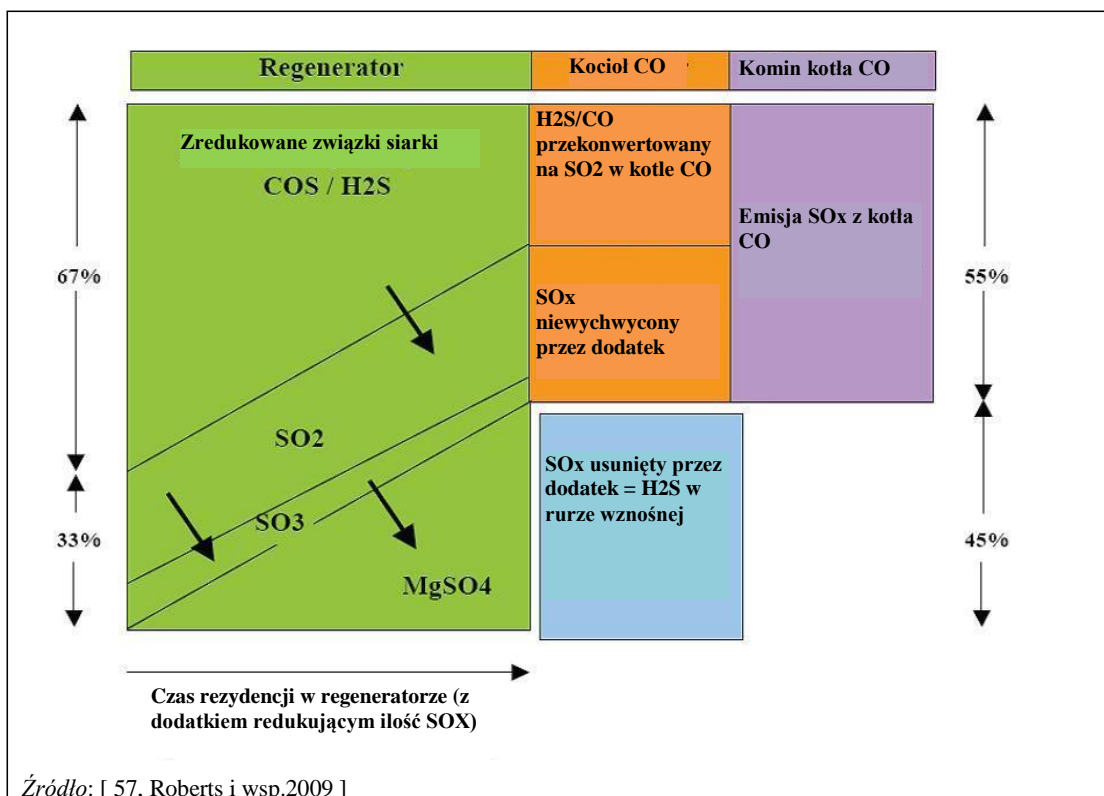 Regenerator
Kocioł CO
Komin kotła CO
Zredukowane związki siarki
COS / H2S
H2S/CO
przekonwertowany
na SO2 w kotle CO
Emisja SOx z kotła
CO
67%
55%
SOx
niewychwycony
przez dodatek
SO2
SOx usunięty przez
dodatek = H2S w
rurze wznośnej
SO3
33%
45%
MgSO4
Czas rezydencji w regeneratorze (z
dodatkiem redukującym ilość SOX)
Źródło: [ 57, Roberts i wsp.2009 ]